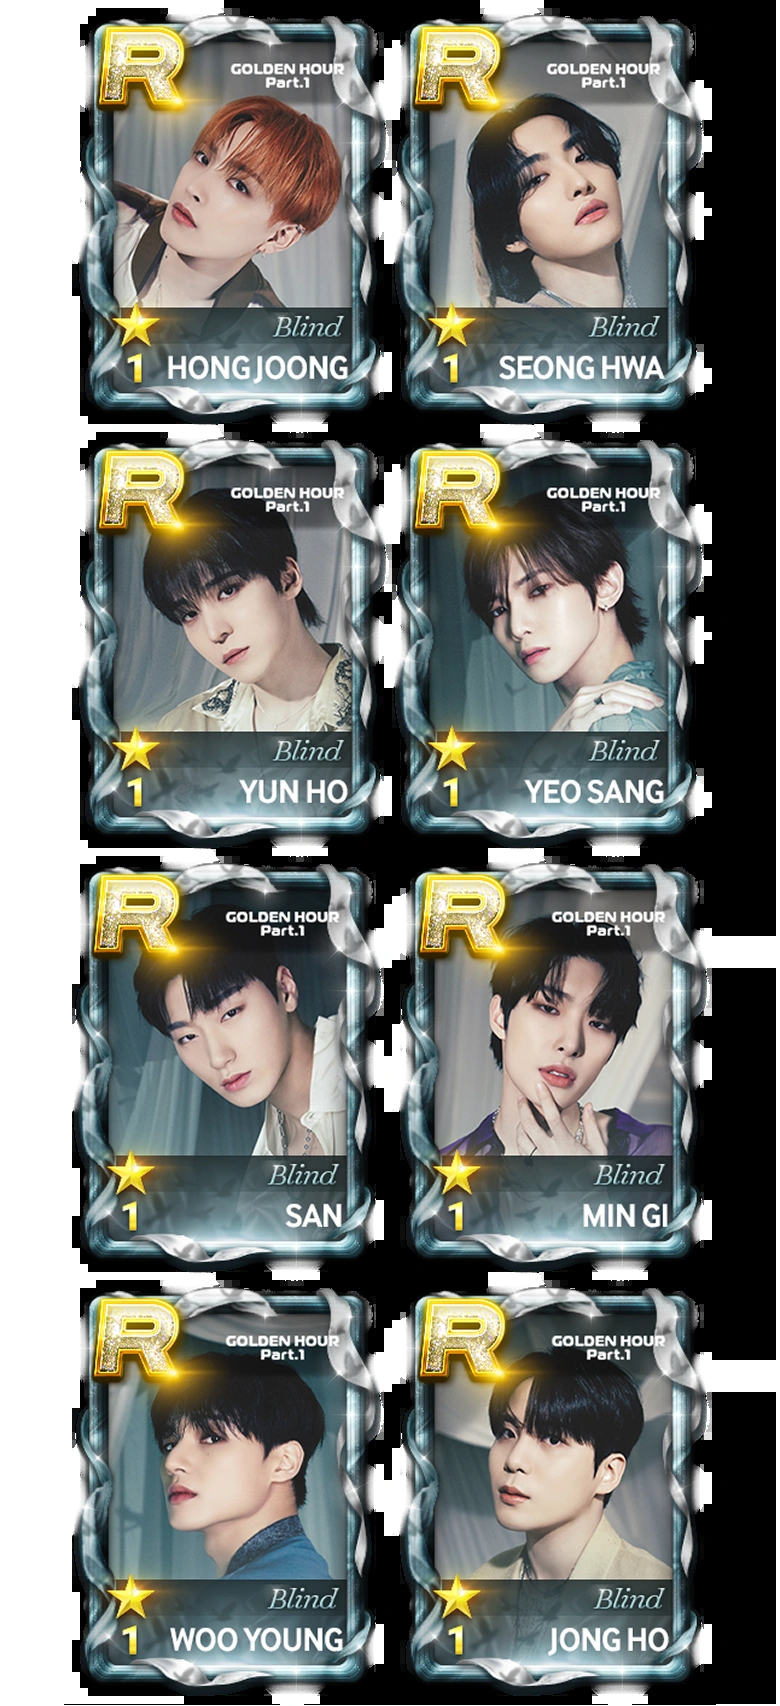 R
GOLDEN HOUR
Part.1
Blind
1 HONG JOONG
R
GOLDEN HOUR
Part.1
Blind
1 SEONG HWA
R
GOLDEN HOUR
Part.1
Blind
1 YUN HO
R
GOLDEN HOUR
Part.1
Blind
1 YEO SANG
R
GOLDEN HOUR
Part.1
Blind
1 SAN
R
GOLDEN HOUR
Part.1
Blind
1 MIN GI
R
GOLDEN HOUR
Part.1
Blind
1 WOO YOUNG
R
GOLDEN HOUR
Part.1
Blind
1 JONG HO